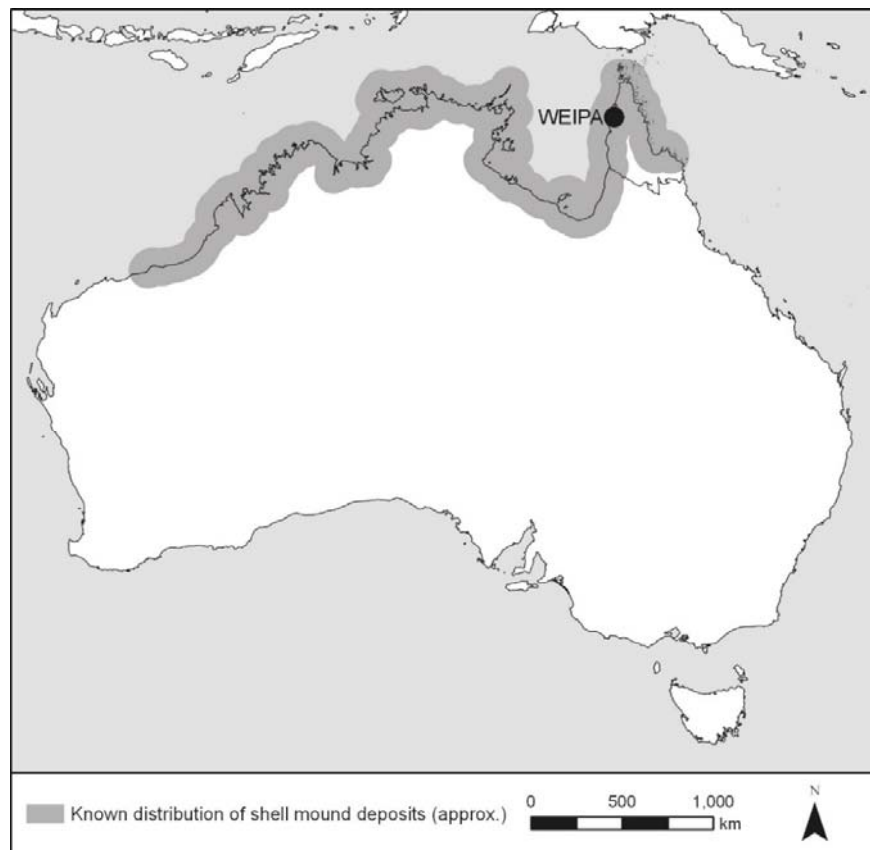 WEIPA
Known distribution of shell mound deposits (approx.)
0 500 1,000
km
N